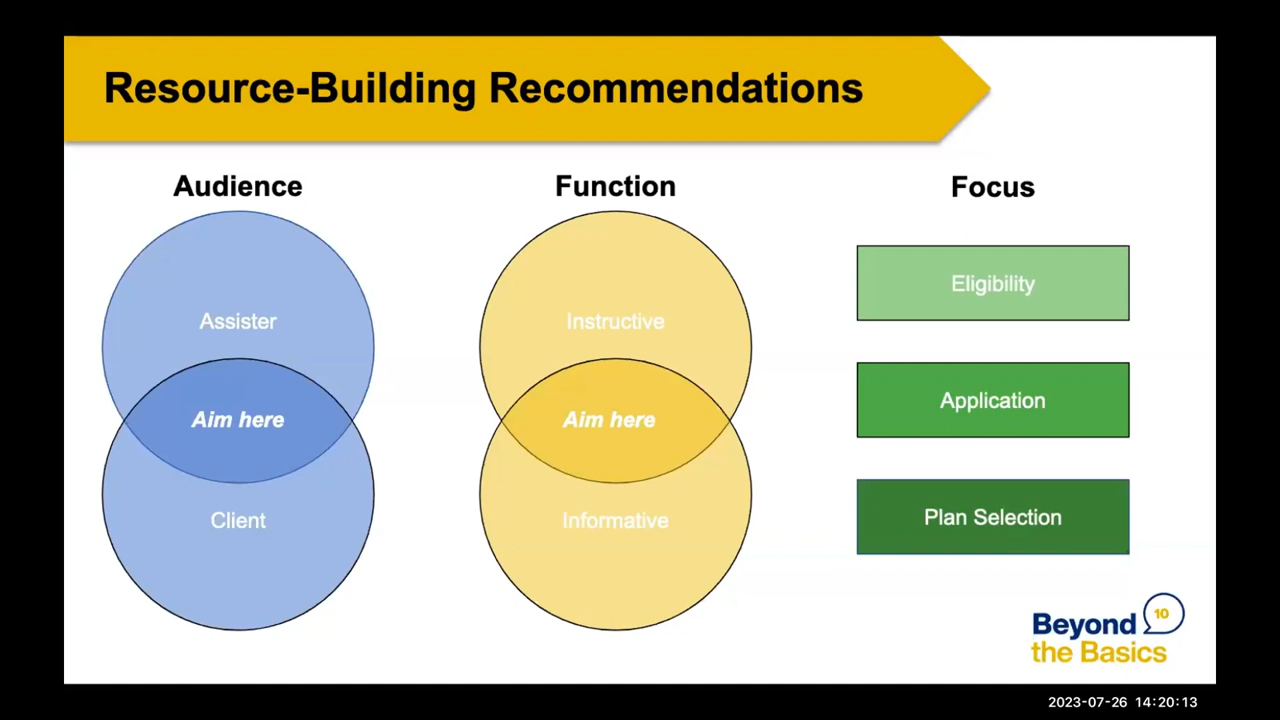 Resource-Building Recommendations
Audience
Assister
Aim here
Client
Function
Instructive
Aim here
Informative
Focus
Eligibility
Application
Plan Selection
Beyond 10
the Basics
2023-07-26 14:20:13